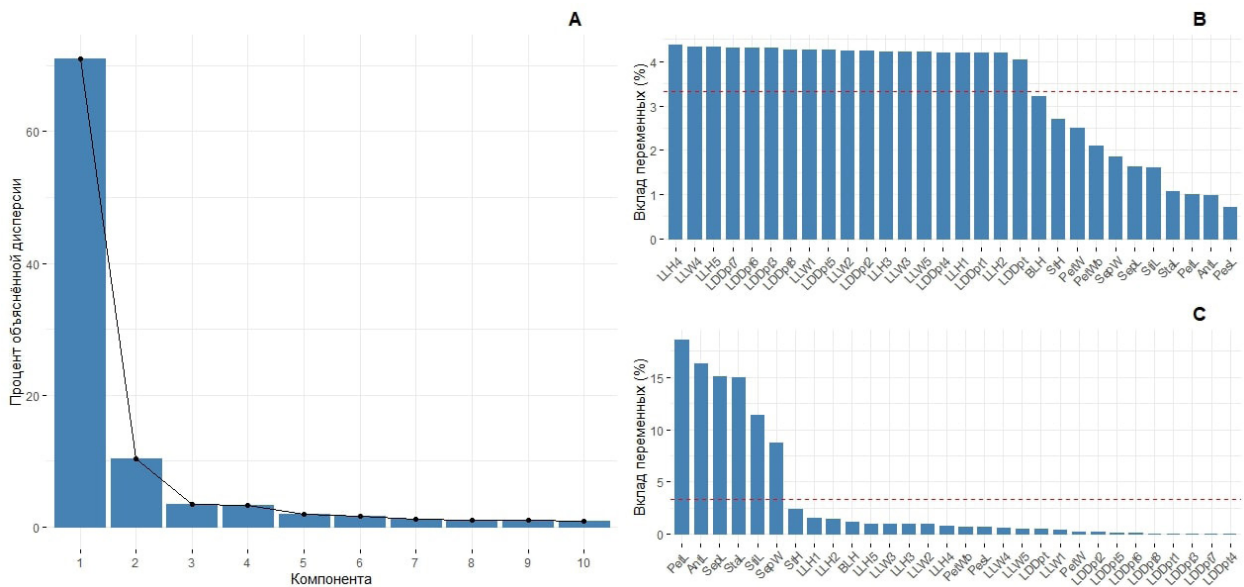 A
Процент объяснённой дисперсии
60
40
20
0
1 2 3 4 5 6 7 8 9 10
Компонента
B
Вклад переменных (%)
4
3
2
1
0
LLH4 LLW4 LLH5 LDDpt7 LDDpt6 LDDpt3 LDDpt8 LLW1 LDDpt5 LLW2 LDDpt2 LLH3 LLW3 LLW5 LDDpt4 LLH1 LDDpt1 LLH2 LDDpt BLH StH PetW PetWb SepW SepL StiL StaL PetL AntL PesL
C
Вклад переменных (%)
15
10
5
0
PetL AntL SepL StaL StiL SepW StH LLH1 LLH2 BLH LLH5 LLW3 LLH3 LLW2 LLH4 PetWb PesL LLW4 LLW5 LDDpt LLW1 PetW LDDpt2 LDDpt5 LDDpt6 LDDpt8 LDDpt1 LDDpt3 LDDpt7 LDDpt4